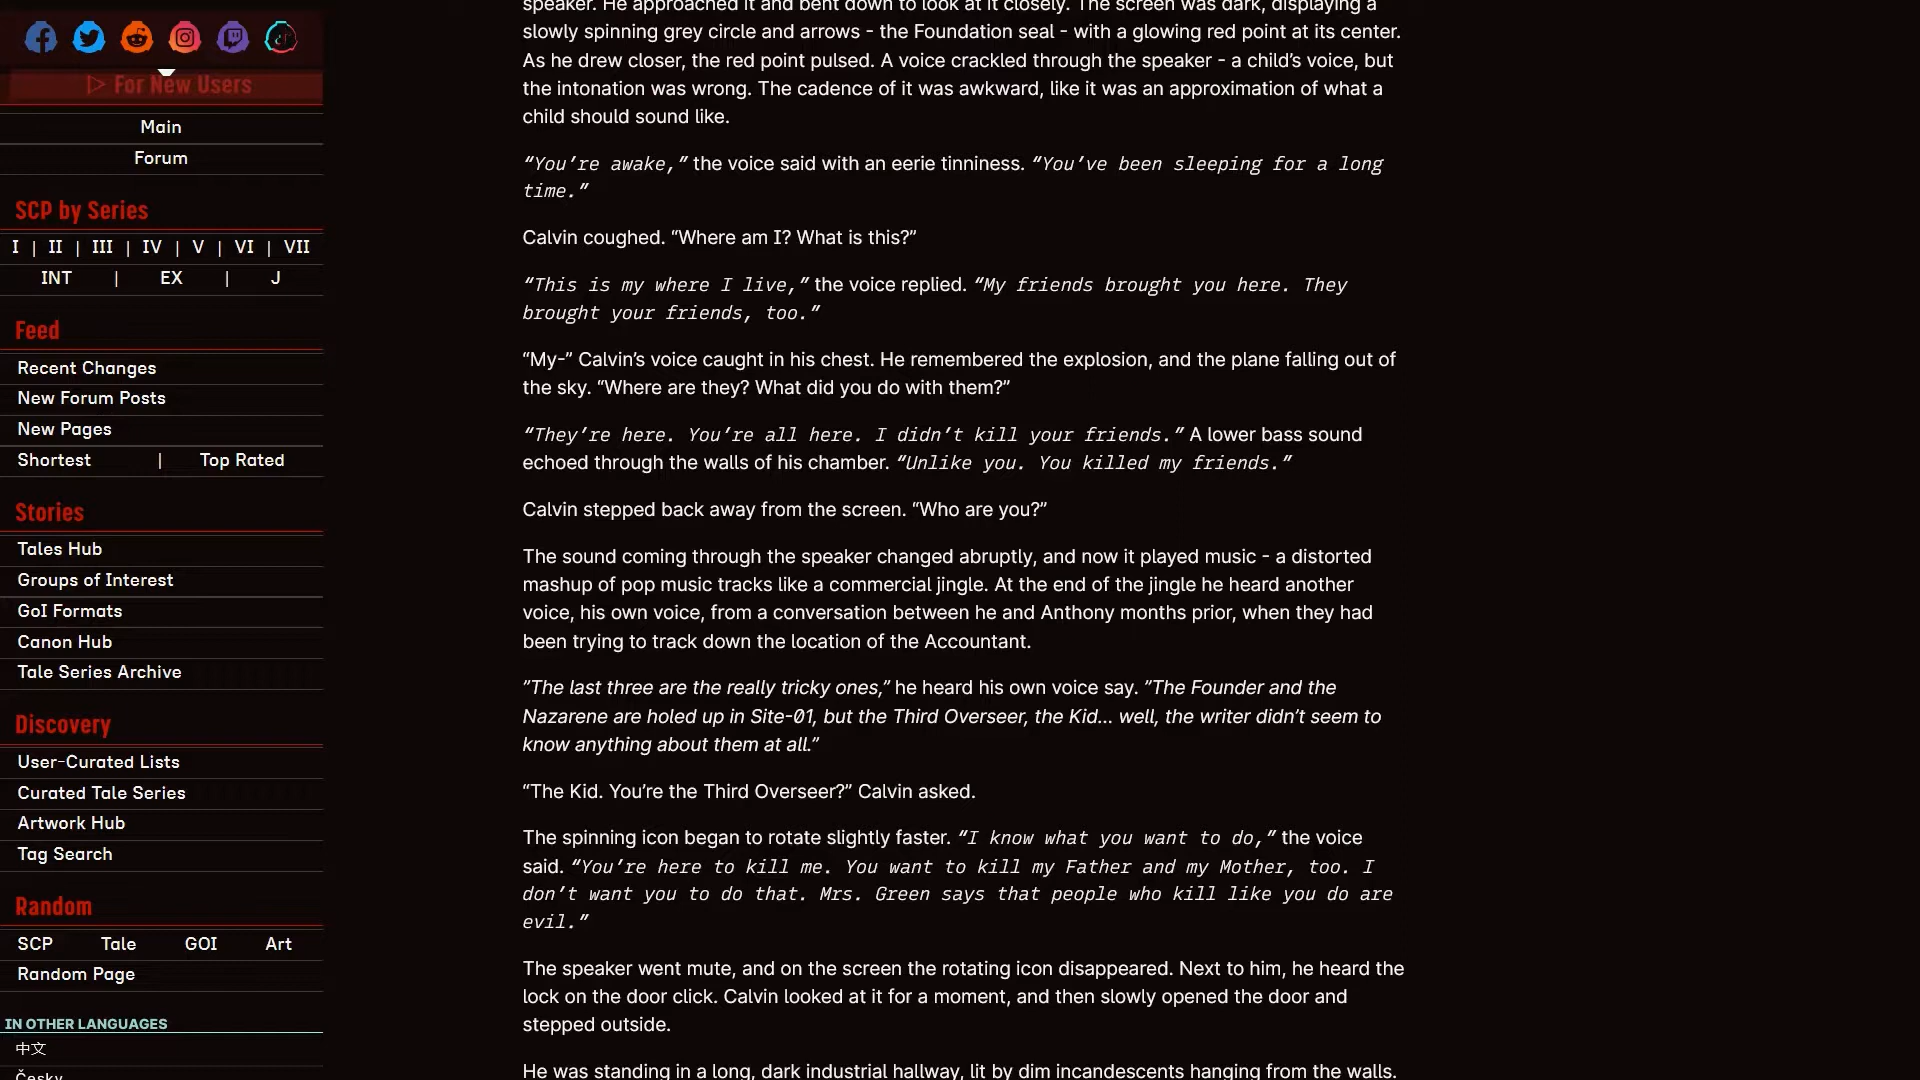 ▷ For New Users
Main
Forum
SCP by Series
I | II | III | IV | V | VI | VII
INT | EX | J
Feed
Recent Changes
New Forum Posts
New Pages
Shortest | Top Rated
Stories
Tales Hub
Groups of Interest
GoI Formats
Canon Hub
Tale Series Archive
Discovery
User-Curated Lists
Curated Tale Series
Artwork Hub
Tag Search
Random
SCP Tale GOI Art
Random Page
IN OTHER LANGUAGES
中文
Česky
speaker. He approached it and bent down to look at it closely. The screen was dark, displaying a
slowly spinning grey circle and arrows - the Foundation seal - with a glowing red point at its center.
As he drew closer, the red point pulsed. A voice crackled through the speaker - a child’s voice, but
the intonation was wrong. The cadence of it was awkward, like it was an approximation of what a
child should sound like.
“You’re awake,” the voice said with an eerie tinniness. “You’ve been sleeping for a long
time.”
Calvin coughed. “Where am I? What is this?”
“This is my where I live,” the voice replied. “My friends brought you here. They
brought your friends, too.”
“My-” Calvin’s voice caught in his chest. He remembered the explosion, and the plane falling out of
the sky. “Where are they? What did you do with them?”
“They’re here. You’re all here. I didn’t kill your friends.” A lower bass sound
echoed through the walls of his chamber. “Unlike you. You killed my friends.”
Calvin stepped back away from the screen. “Who are you?”
The sound coming through the speaker changed abruptly, and now it played music - a distorted
mashup of pop music tracks like a commercial jingle. At the end of the jingle he heard another
voice, his own voice, from a conversation between he and Anthony months prior, when they had
been trying to track down the location of the Accountant.
”The last three are the really tricky ones,” he heard his own voice say. ”The Founder and the
Nazarene are holed up in Site-01, but the Third Overseer, the Kid… well, the writer didn’t seem to
know anything about them at all.”
“The Kid. You’re the Third Overseer?” Calvin asked.
The spinning icon began to rotate slightly faster. “I know what you want to do,” the voice
said. “You’re here to kill me. You want to kill my Father and my Mother, too. I
don’t want you to do that. Mrs. Green says that people who kill like you do are
evil.”
The speaker went mute, and on the screen the rotating icon disappeared. Next to him, he heard the
lock on the door click. Calvin looked at it for a moment, and then slowly opened the door and
stepped outside.
He was standing in a long, dark industrial hallway, lit by dim incandescents hanging from the walls.